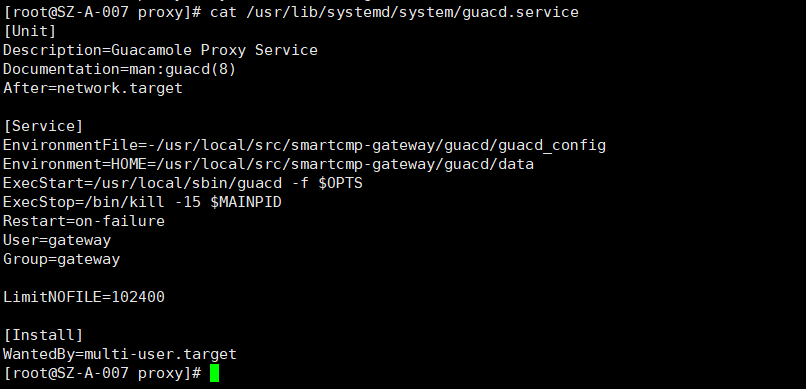 [root@SZ-A-007 proxy]# cat /usr/lib/systemd/system/guacd.service
[Unit]
Description=Guacamole Proxy Service
Documentation=man:guacd(8)
After=network.target
[Service]
EnvironmentFile=-/usr/local/src/smartcmp-gateway/guacd/guacd_config
Environment=HOME=/usr/local/src/smartcmp-gateway/guacd/data
ExecStart=/usr/local/sbin/guacd -f $OPTS
ExecStop=/bin/kill -15 $MAINPID
Restart=on-failure
User=gateway
Group=gateway
LimitNOFILE=102400
[Install]
WantedBy=multi-user.target
[root@SZ-A-007 proxy]#